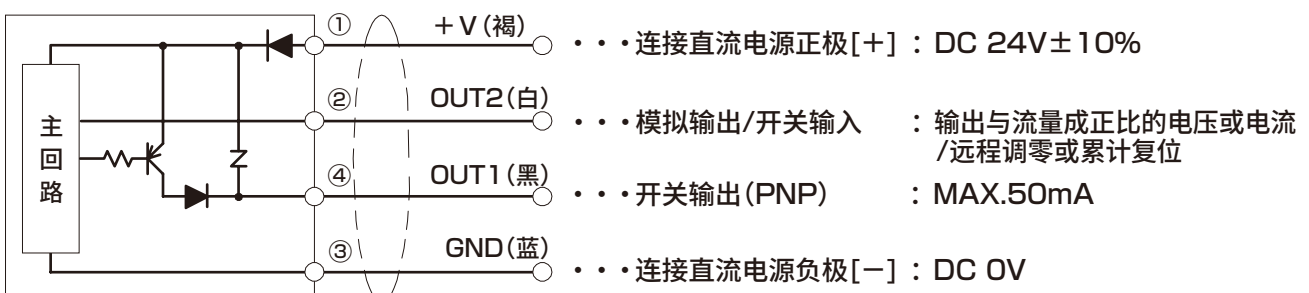 ① +V(褐) ・・・连接直流电源正极[+] : DC 24V±10%
② OUT2(白) ・・・模拟输出/开关输入 : 输出与流量成正比的电压或电流
/远程调零或累计复位
主回路
④ OUT1(黑) ・・・开关输出(PNP) : MAX.50mA
③ GND(蓝) ・・・连接直流电源负极[-] : DC 0V